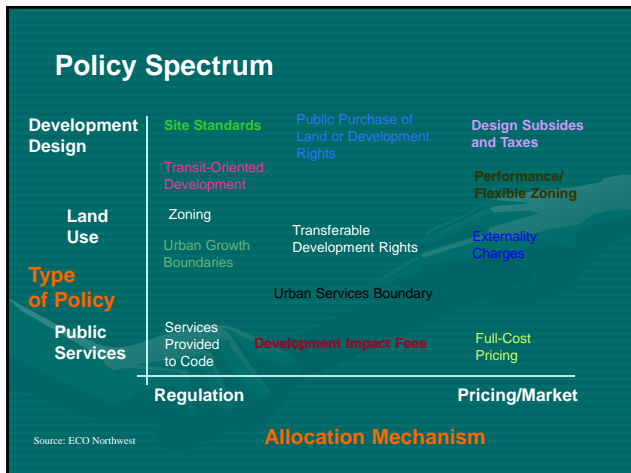 Policy Spectrum
Development
Design
Site Standards
Public Purchase of
Land or Development
Rights
Design Subsides
and Taxes
Transit-Oriented
Development
Performance/
Flexible Zoning
Land
Use
Zoning
Transferable
Development Rights
Urban Growth
Boundaries
Externality
Charges
Type
of Policy
Urban Services Boundary
Public
Services
Services
Provided
to Code
Development Impact Fees
Full-Cost
Pricing
Regulation
Pricing/Market
Allocation Mechanism
Source: ECO Northwest